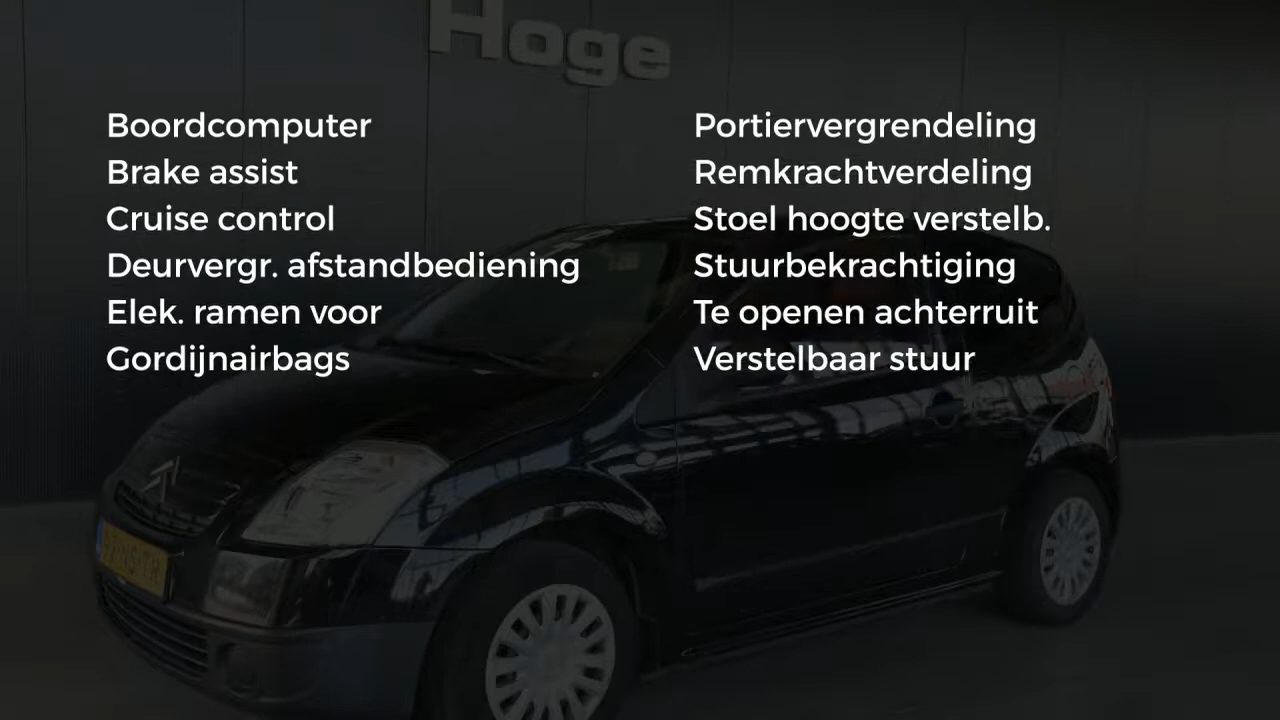 Hoge
Boordcomputer
Brake assist
Cruise control
Deurvergr. afstandbediening
Elek. ramen voor
Gordijnairbags
Portiervergrendeling
Remkrachtverdeling
Stoel hoogte verstelb.
Stuurbekrachtiging
Te openen achterruit
Verstelbaar stuur